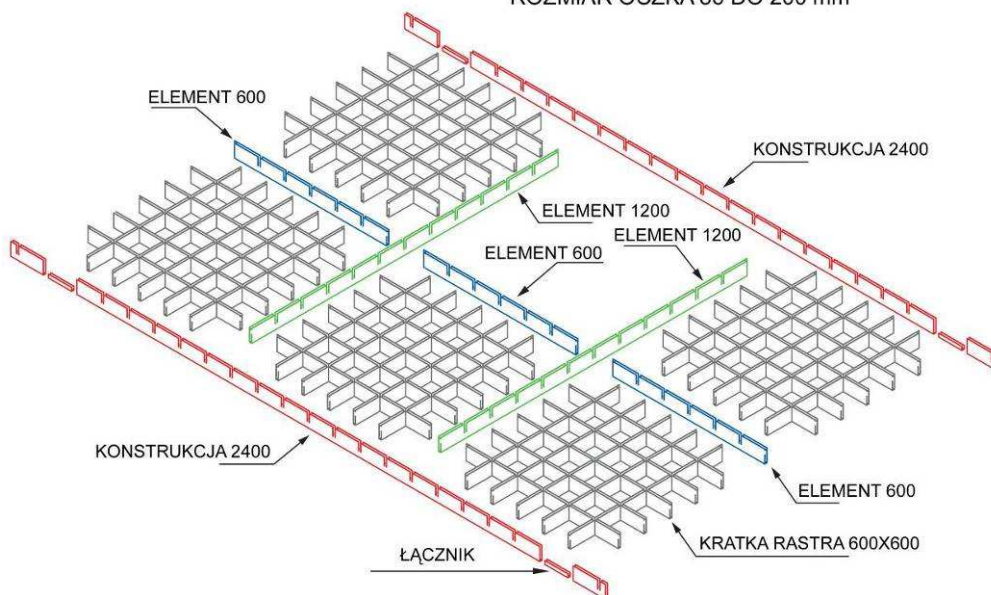 ROZMIAR OCZKA DO 200 mm
ELEMENT 600
KONSTRUKCJA 2400
ELEMENT 1200
ELEMENT 1200
ELEMENT 600
KONSTRUKCJA 2400
ELEMENT 600
KRATKA RASTRA 600X600
ŁĄCZNIK